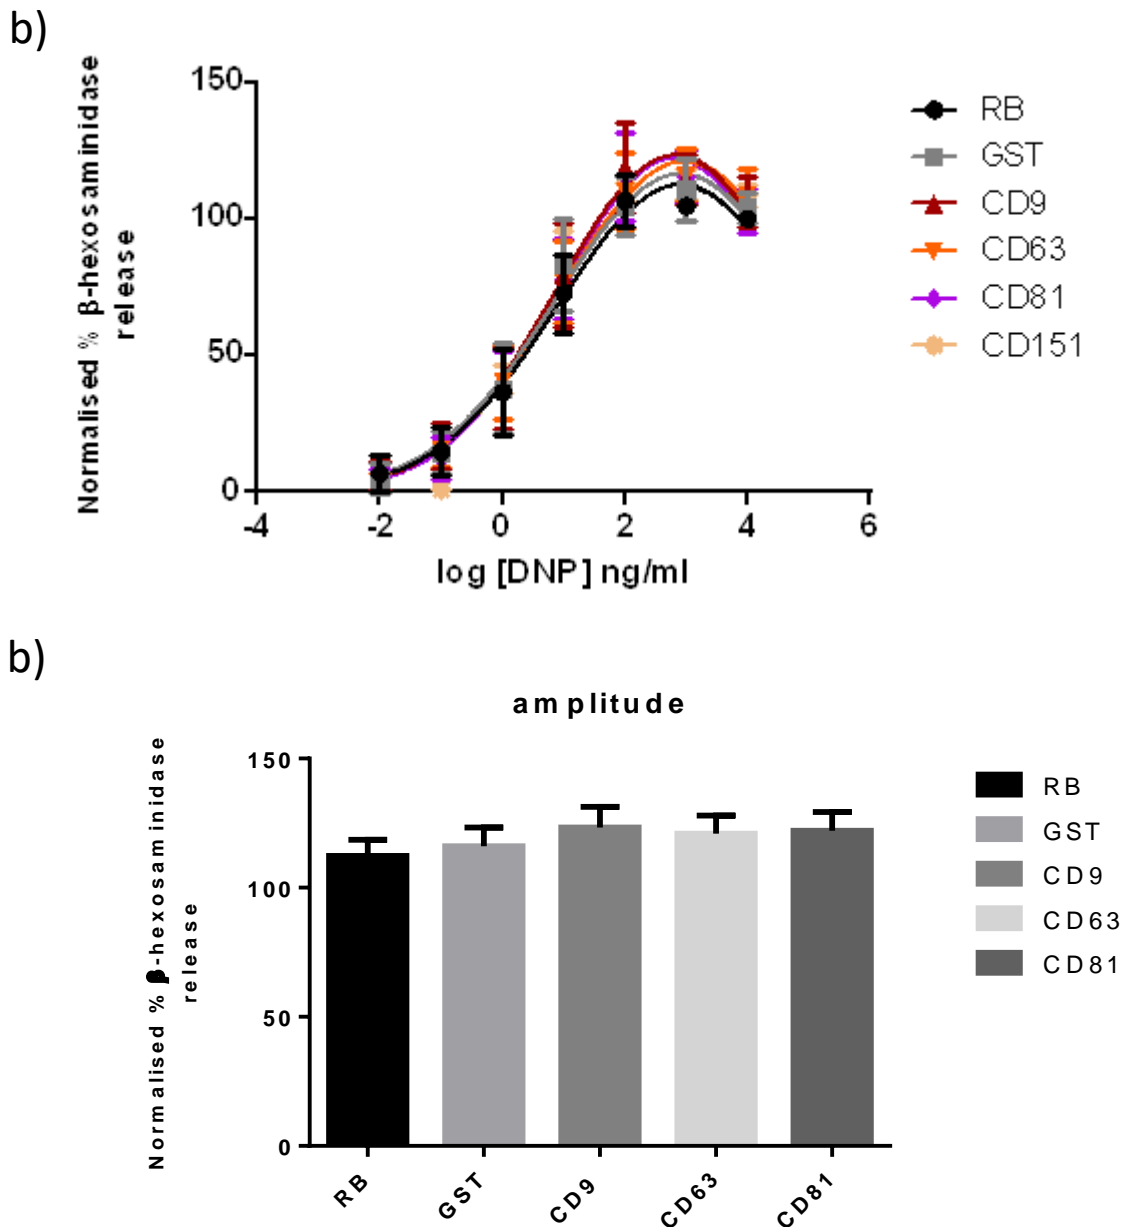 b)
Normalised % β-hexosaminidase
release
150
100
50
0
-4 -2 0 2 4 6
log [DNP] ng/ml
RB
GST
CD9
CD63
CD81
CD151
b)
amplitude
Normalised % β-hexosaminidase
release
150
100
50
0
RB GST CD9 CD63 CD81
RB
GST
CD9
CD63
CD81